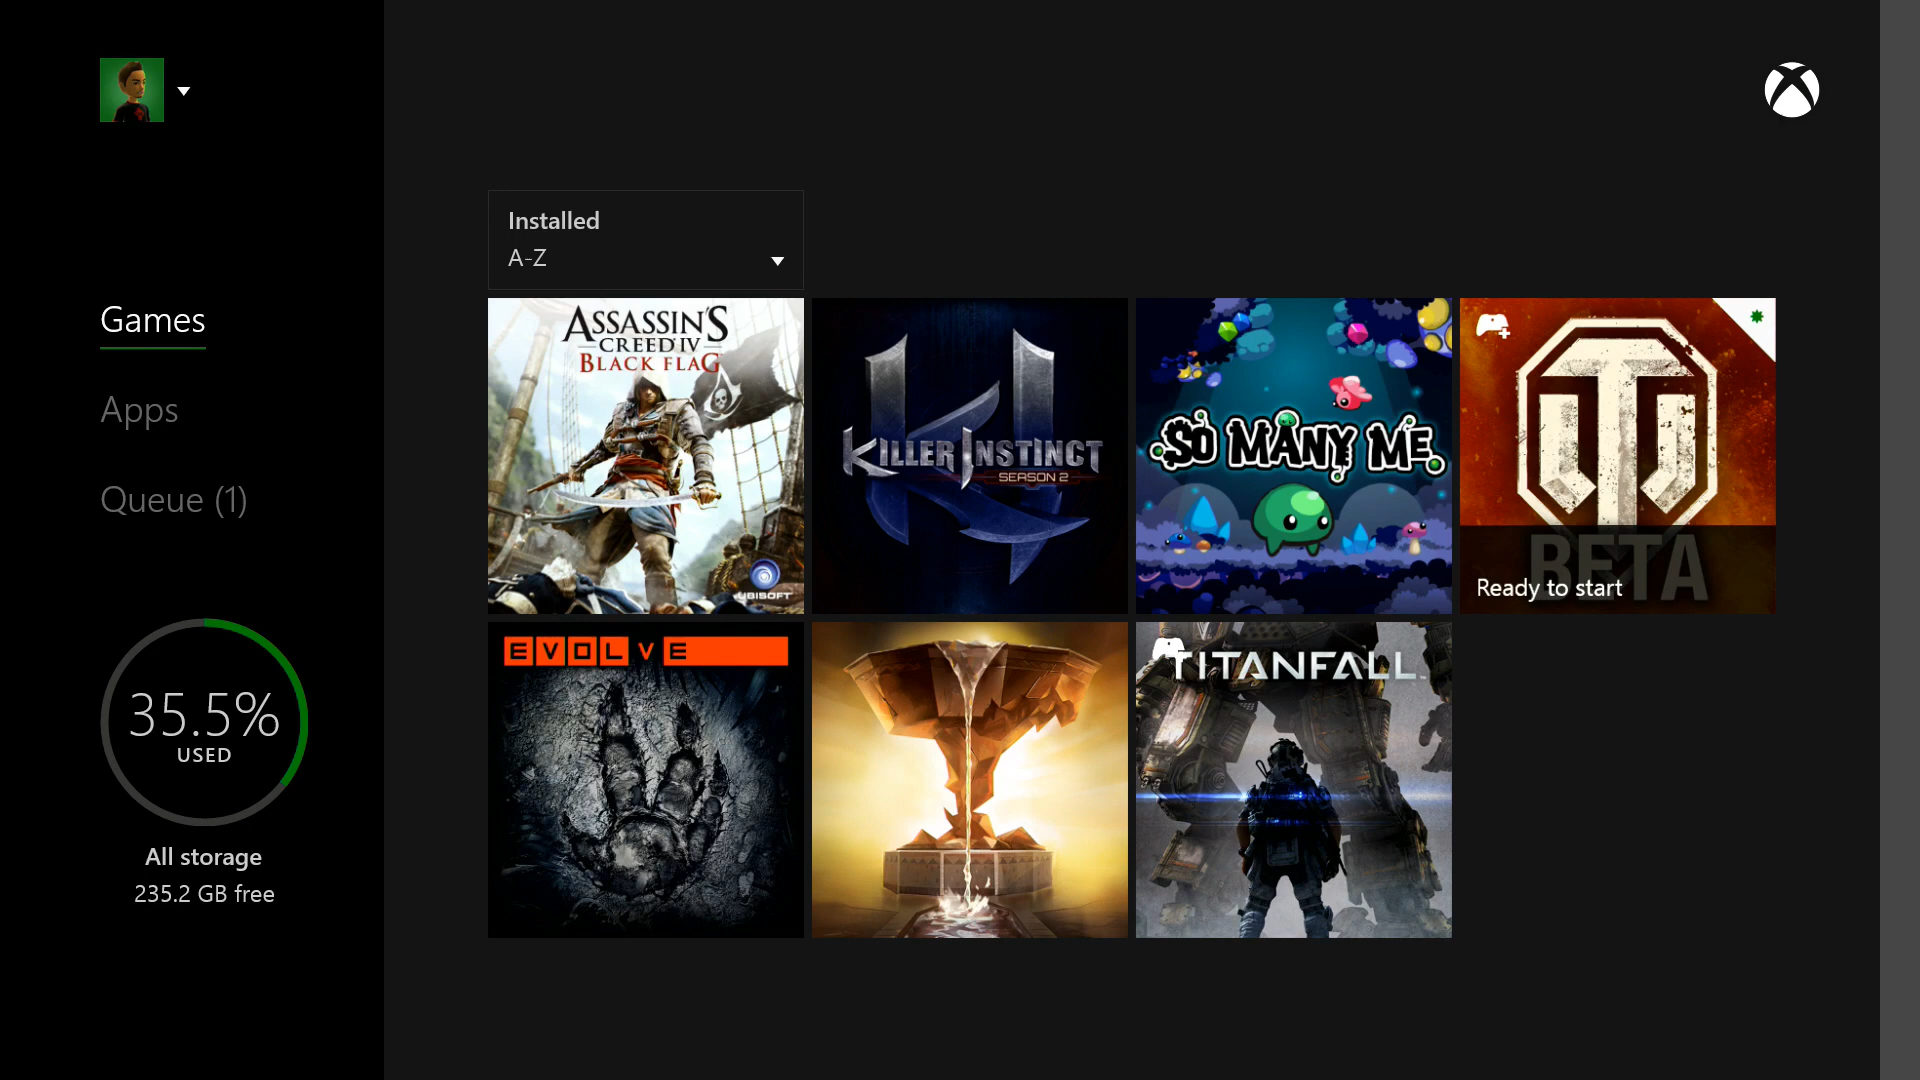 Games
Apps
Queue (1)
35.5%
USED
All storage
235.2 GB free
Installed
A-Z
ASSASSIN'S
CREED IV
BLACK FLAG
UBISOFT
KILLER INSTINCT
SEASON 2
SO MANY ME
BETA
Ready to start
EVOLVE
TITANFALL